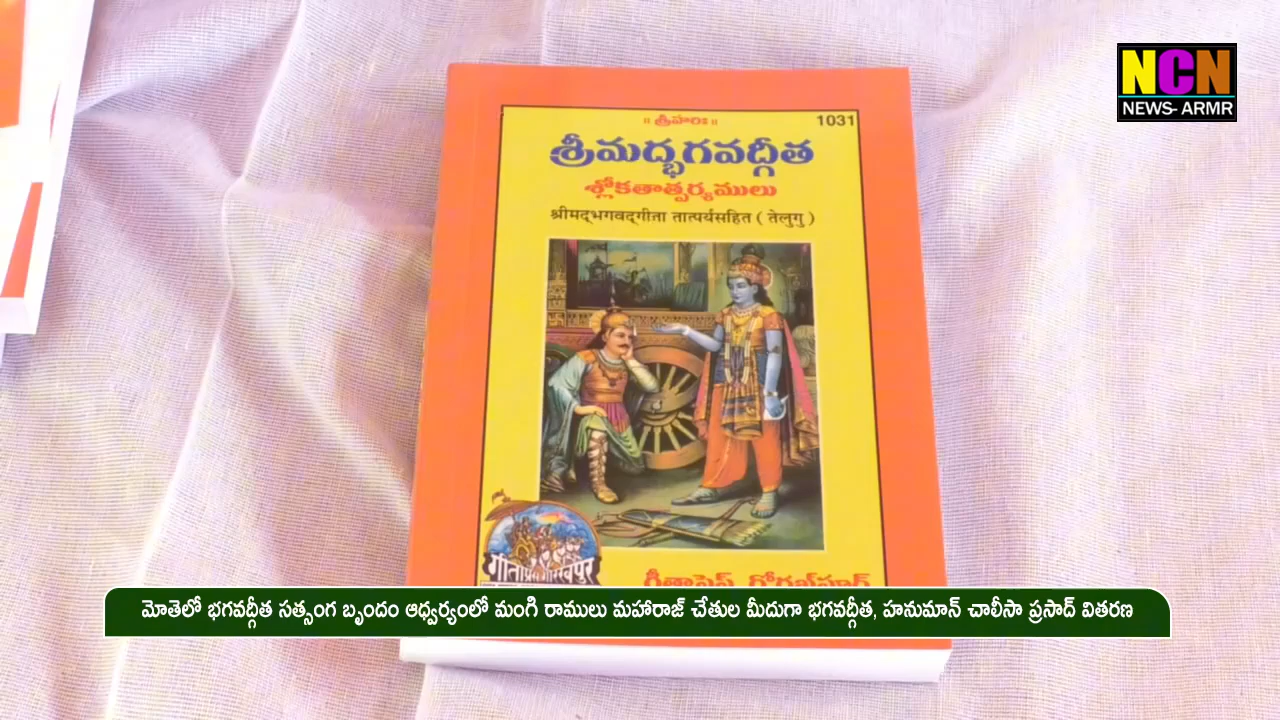 NCN
NEWS- ARMR
॥ శ్రీహరిః ॥
1031
శ్రీమద్భగవద్గీత
శ్లోకతాత్పర్యములు
श्रीमद्‌भगवद्‌गीता तात्पर्यसहित ( तेलुगु )
గీతాప్రెస్, గోరఖ్‌పూర్
మోతెలో భగవద్గీత సత్సంగ బృందం ఆధ్వర్యంలో మింగి రాములు మహారాజ్ చేతుల మీదుగా భగవద్గీత, హనుమాన్ చాలీసా ప్రసాద్ వితరణ